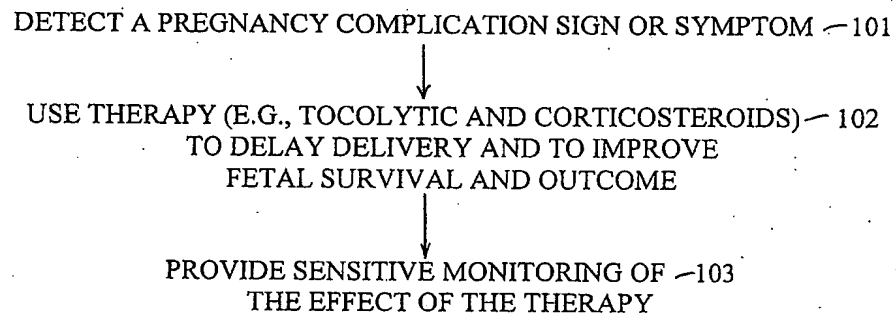 DETECT A PREGNANCY COMPLICATION SIGN OR SYMPTOM — 101
USE THERAPY (E.G., TOCOLYTIC AND CORTICOSTEROIDS) — 102
TO DELAY DELIVERY AND TO IMPROVE
FETAL SURVIVAL AND OUTCOME
PROVIDE SENSITIVE MONITORING OF — 103
THE EFFECT OF THE THERAPY